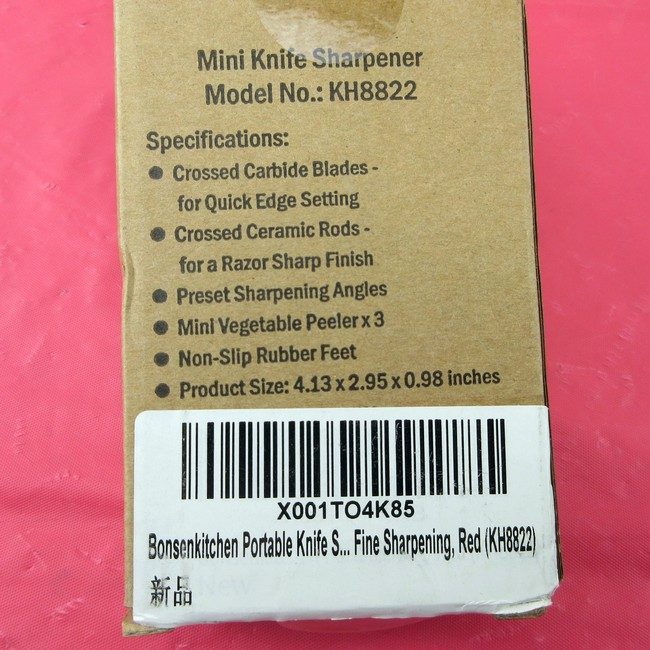 Mini Knife Sharpener
Model No.: KH8822
Specifications:
● Crossed Carbide Blades -
for Quick Edge Setting
● Crossed Ceramic Rods -
for a Razor Sharp Finish
● Preset Sharpening Angles
● Mini Vegetable Peeler x 3
● Non-Slip Rubber Feet
● Product Size: 4.13 x 2.95 x 0.98 inches
X001TO4K85
Bonsenkitchen Portable Knife S... Fine Sharpening, Red (KH8822)
新品 New